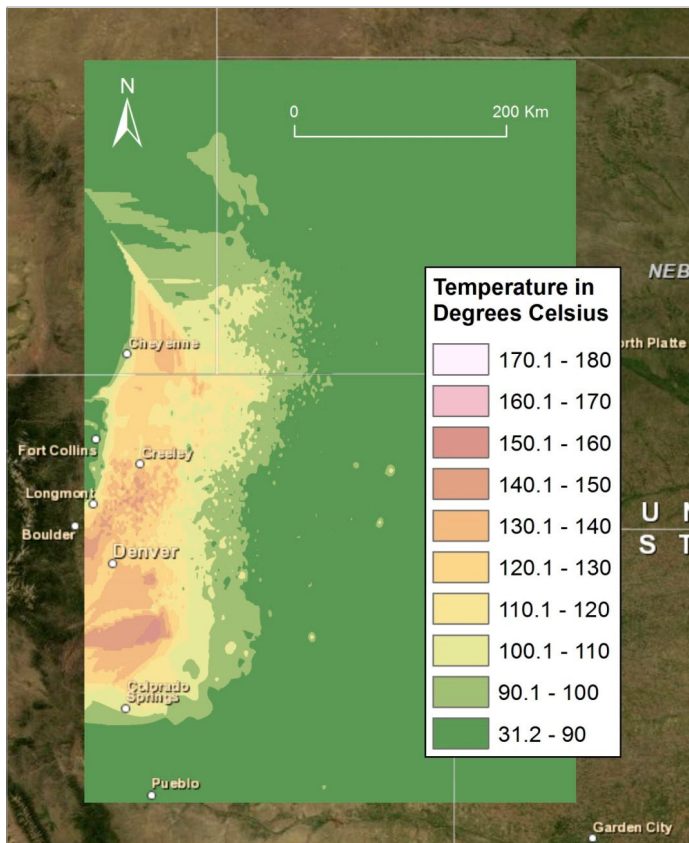 N
0 200 Km
NEB
Temperature in
Degrees Celsius
170.1 - 180
160.1 - 170
150.1 - 160
140.1 - 150
130.1 - 140
120.1 - 130
110.1 - 120
100.1 - 110
90.1 - 100
31.2 - 90
orth Platte
Cheyenne
Fort Collins
Greeley
Longmont
Boulder
Denver
U N
S T
Colorado
Springs
Pueblo
Garden City